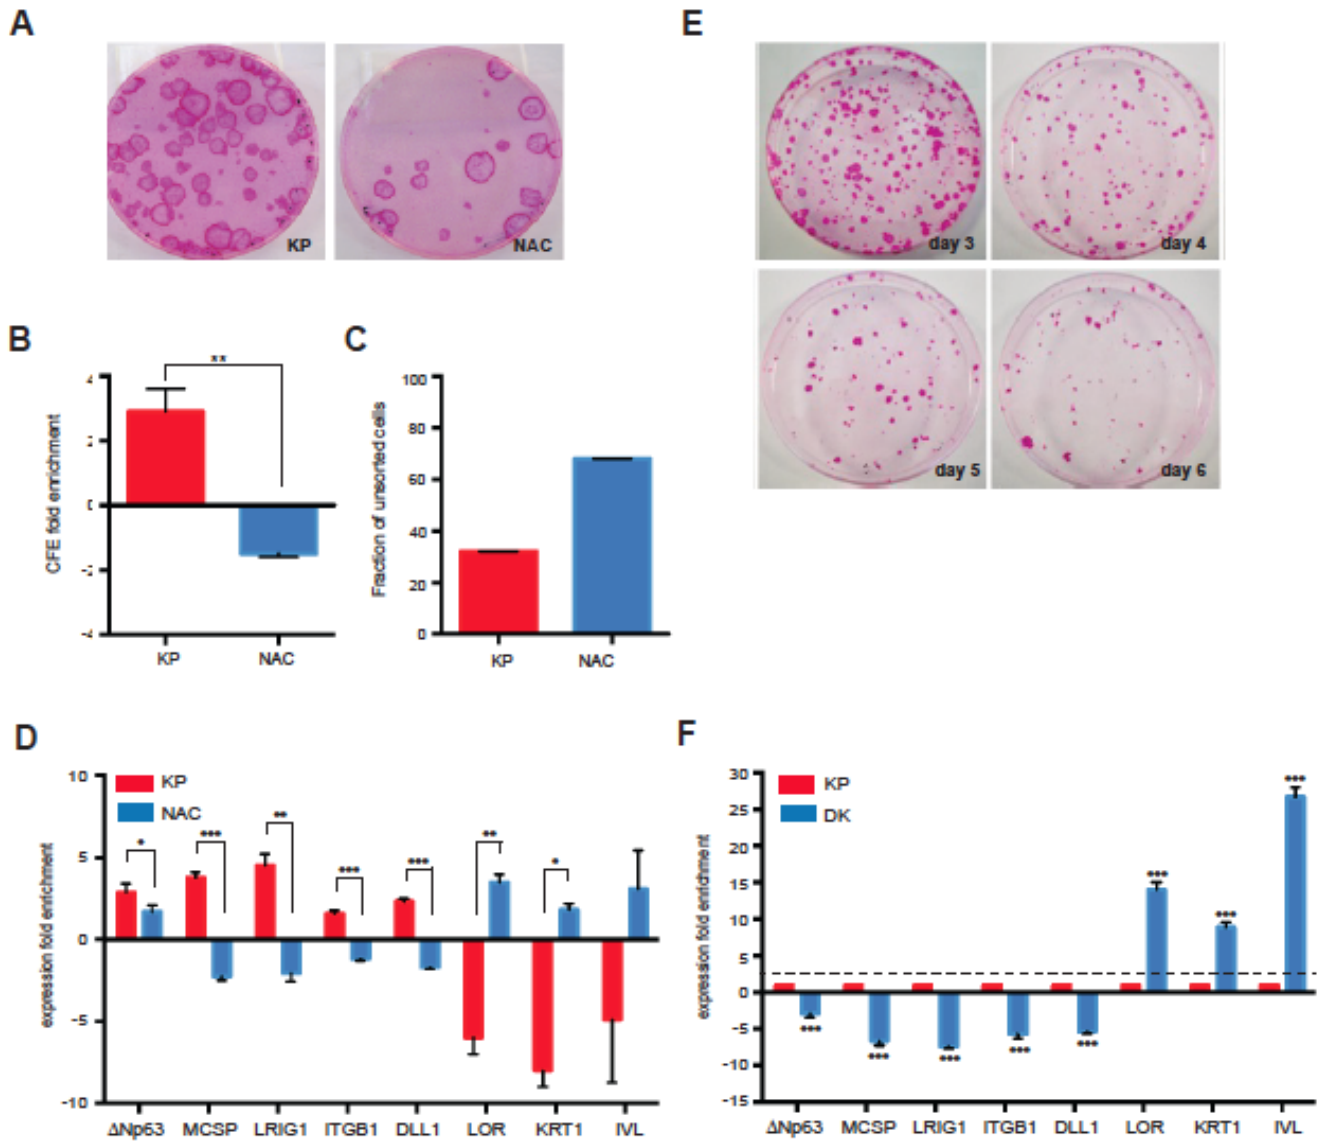 A
KP
NAC
E
day 3
day 4
day 5
day 6
B
CFE fold enrichment
**
2
-2
KP
NAC
C
Fraction of unsorted cells
100
80
60
40
20
0
KP
NAC
D
expression fold enrichment
10
5
0
-5
-10
KP
NAC
*
***
**
***
***
**
*
ΔNp63 MCSP LRIG1 ITGB1 DLL1 LOR KRT1 IVL
F
expression fold enrichment
30
25
20
15
10
5
0
-5
-10
-15
KP
DK
***
***
***
***
***
***
***
***
ΔNp63 MCSP LRIG1 ITGB1 DLL1 LOR KRT1 IVL